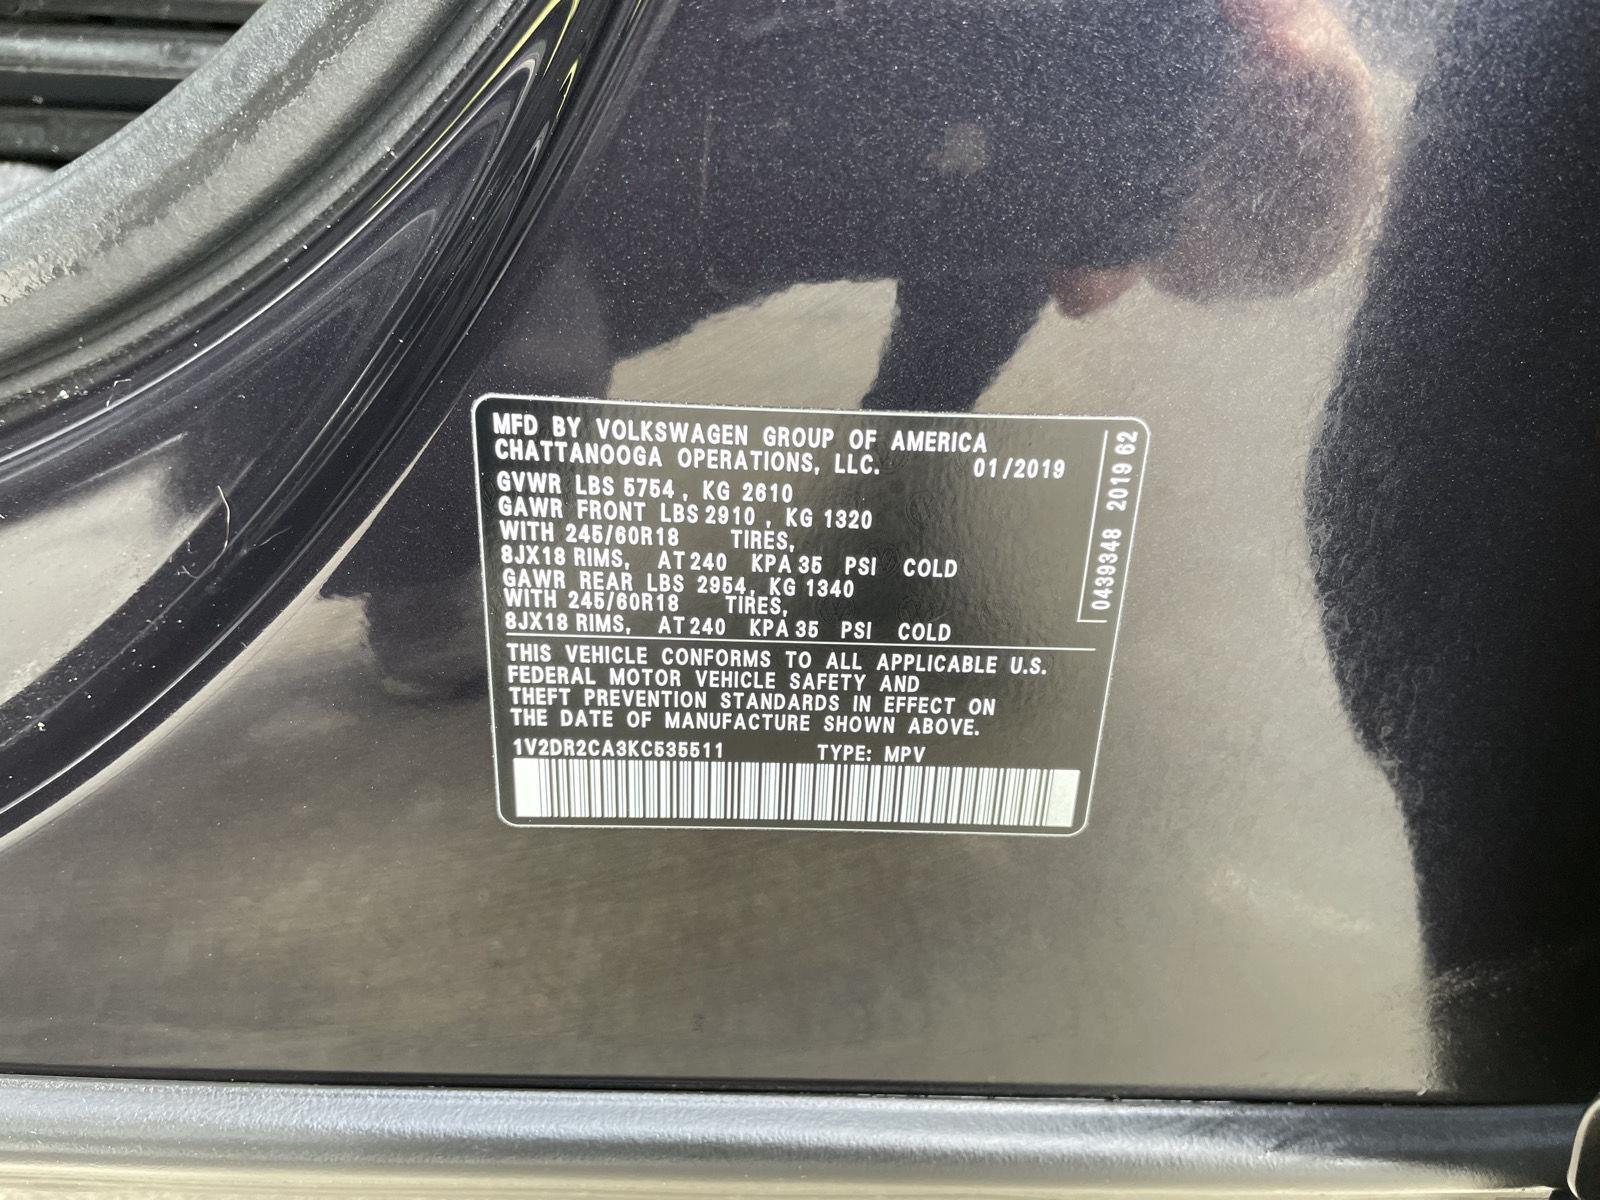 MFD BY VOLKSWAGEN GROUP OF AMERICA
CHATTANOOGA OPERATIONS, LLC. 01/2019
GVWR LBS 5754, KG 2610
GAWR FRONT LBS 2910, KG 1320
WITH 245/60R18 TIRES,
8JX18 RIMS, AT 240 KPA 35 PSI COLD
GAWR REAR LBS 2954, KG 1340
WITH 245/60R18 TIRES,
8JX18 RIMS, AT 240 KPA 35 PSI COLD
THIS VEHICLE CONFORMS TO ALL APPLICABLE U.S.
FEDERAL MOTOR VEHICLE SAFETY AND
THEFT PREVENTION STANDARDS IN EFFECT ON
THE DATE OF MANUFACTURE SHOWN ABOVE.
1V2DR2CA3KC535511 TYPE: MPV
0439348 2019 62